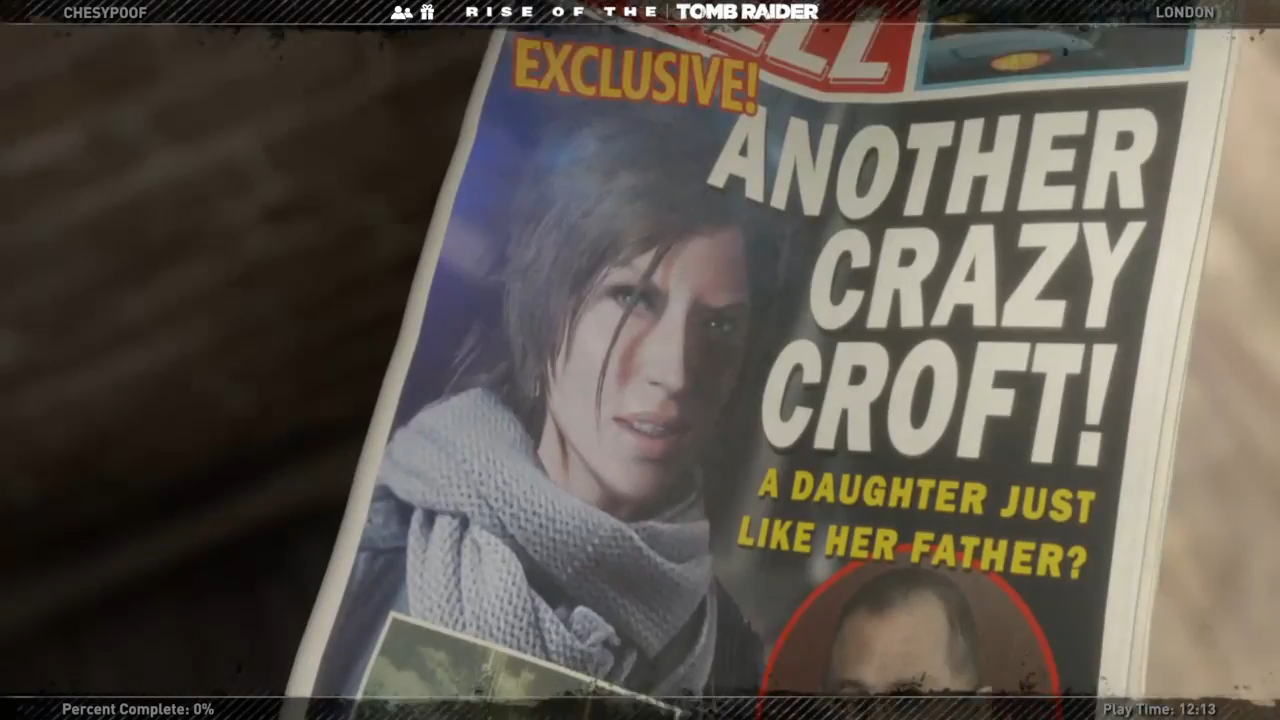 CHESYPOOF
RISE OF THE TOMB RAIDER
LONDON
EXCLUSIVE!
ANOTHER
CRAZY
CROFT!
A DAUGHTER JUST
LIKE HER FATHER?
Percent Complete: 0%
Play Time: 12:13